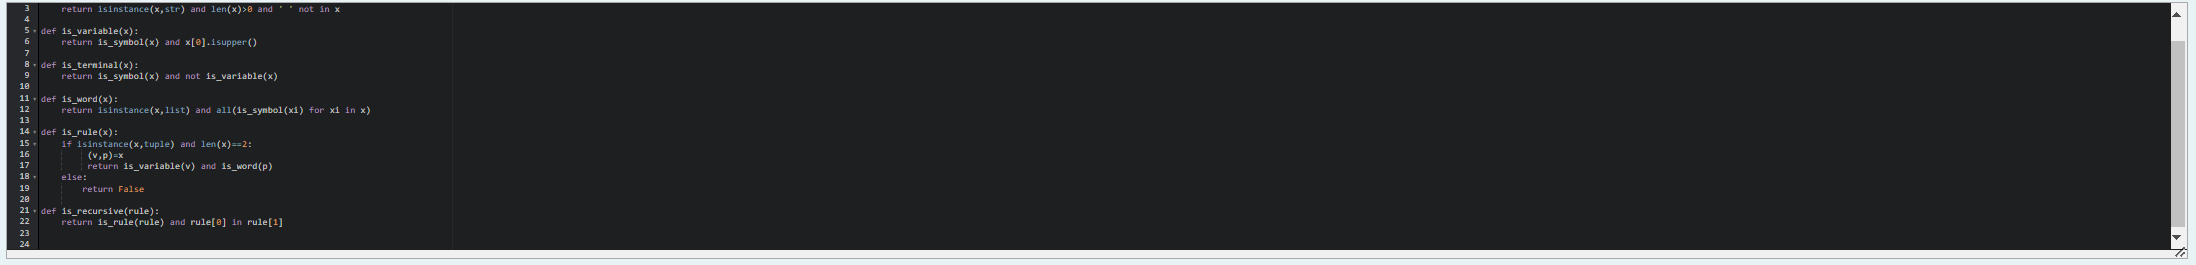 3 return isinstance(x,str) and len(x)>0 and ' ' not in x
4
5 def is_variable(x):
6 return is_symbol(x) and x[0].isupper()
7
8 def is_terminal(x):
9 return is_symbol(x) and not is_variable(x)
10
11 def is_word(x):
12 return isinstance(x,list) and all(is_symbol(xi) for xi in x)
13
14 def is_rule(x):
15 if isinstance(x,tuple) and len(x)==2:
16 (v,p)=x
17 return is_variable(v) and is_word(p)
18 else:
19 return False
20
21 def is_recursive(rule):
22 return is_rule(rule) and rule[0] in rule[1]
23
24